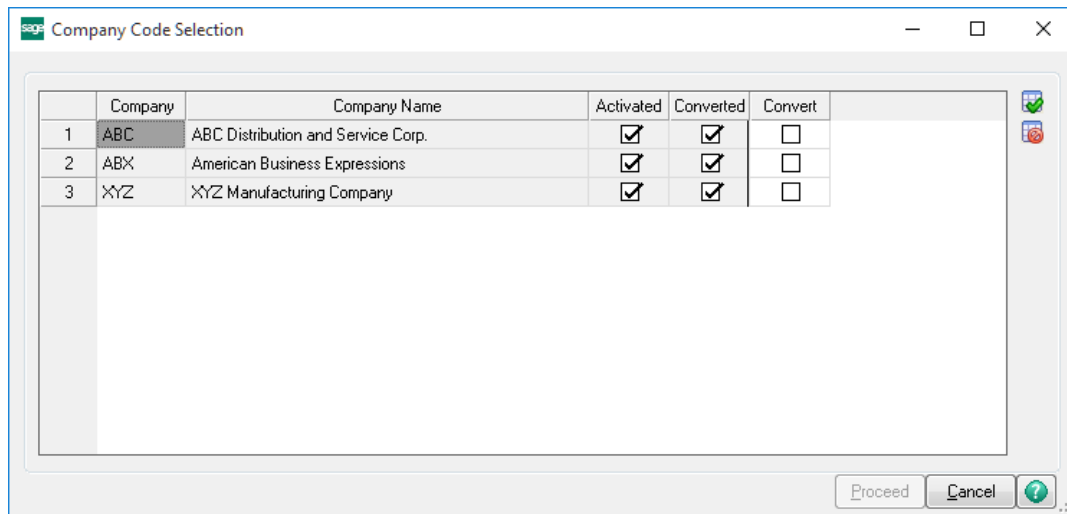 sage Company Code Selection
Company Company Name Activated Converted Convert
1 ABC ABC Distribution and Service Corp.
2 ABX American Business Expressions
3 XYZ XYZ Manufacturing Company
Proceed Cancel ?